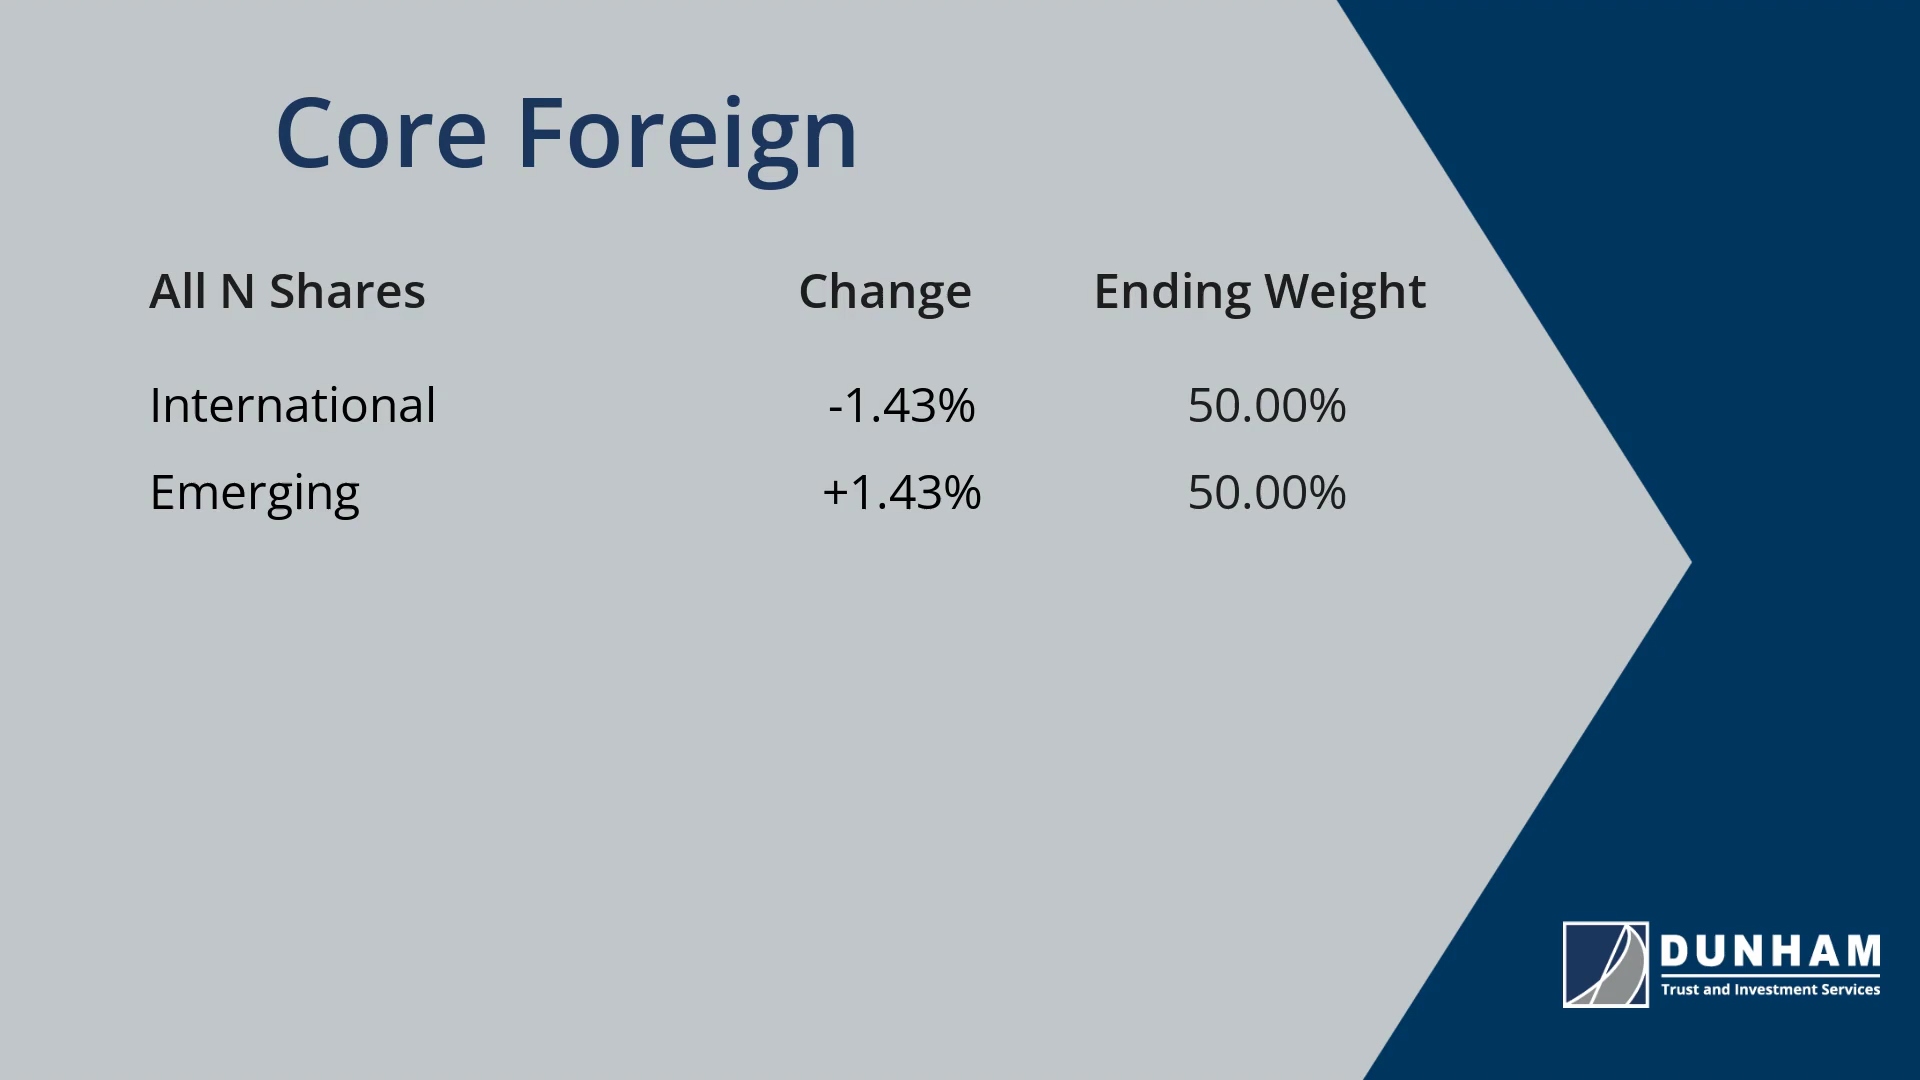 Core Foreign
All N Shares Change Ending Weight
International -1.43% 50.00%
Emerging +1.43% 50.00%
DUNHAM
Trust and Investment Services